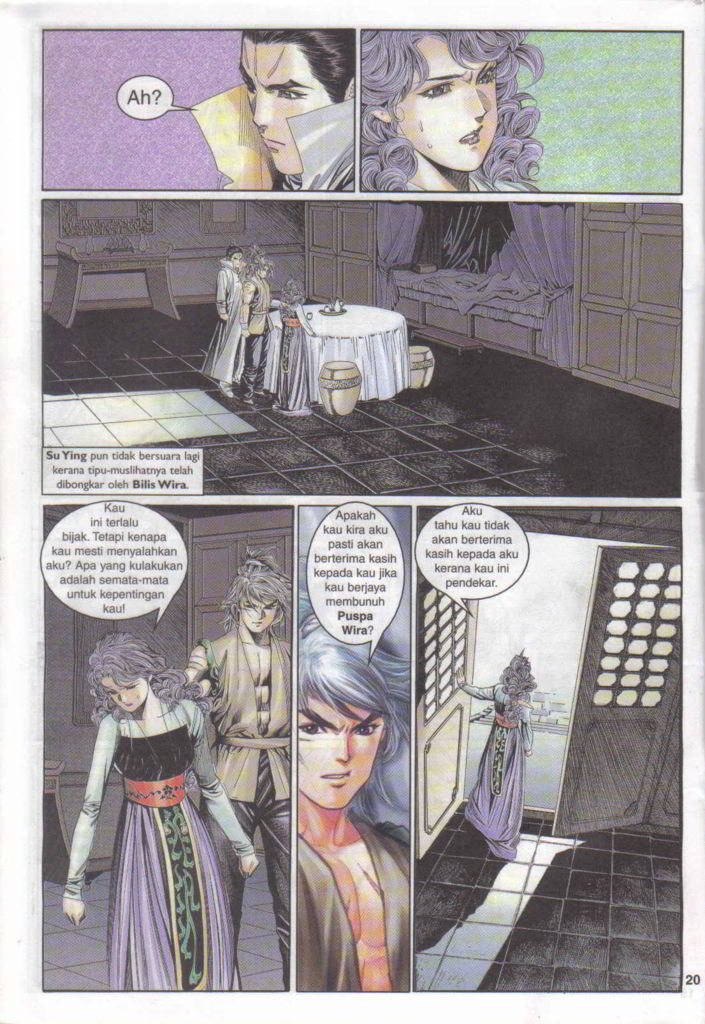 Ah?
Su Ying pun tidak bersuara lagi
kerana tipu-muslihatnya telah
dibongkar oleh Bilis Wira.
Kau
ini terlalu
bijak. Tetapi kenapa
kau mesti menyalahkan
aku? Apa yang kulakukan
adalah semata-mata
untuk kepentingan
kau!
Apakah
kau kira aku
pasti akan
berterima kasih
kepada kau jika
kau berjaya
membunuh
Puspa
Wira?
Aku
tahu kau tidak
akan berterima
kasih kepada aku
kerana kau ini
pendekar.
20